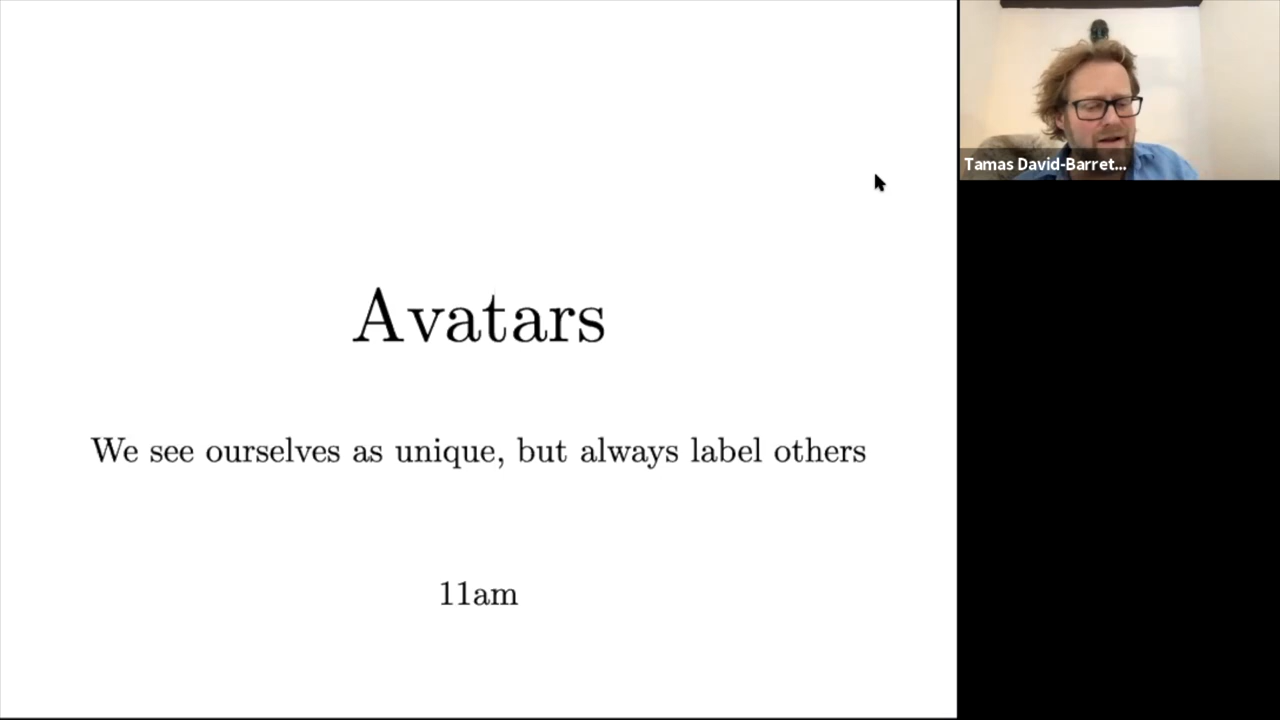 Avatars
We see ourselves as unique, but always label others
11am
Tamas David-Barret...